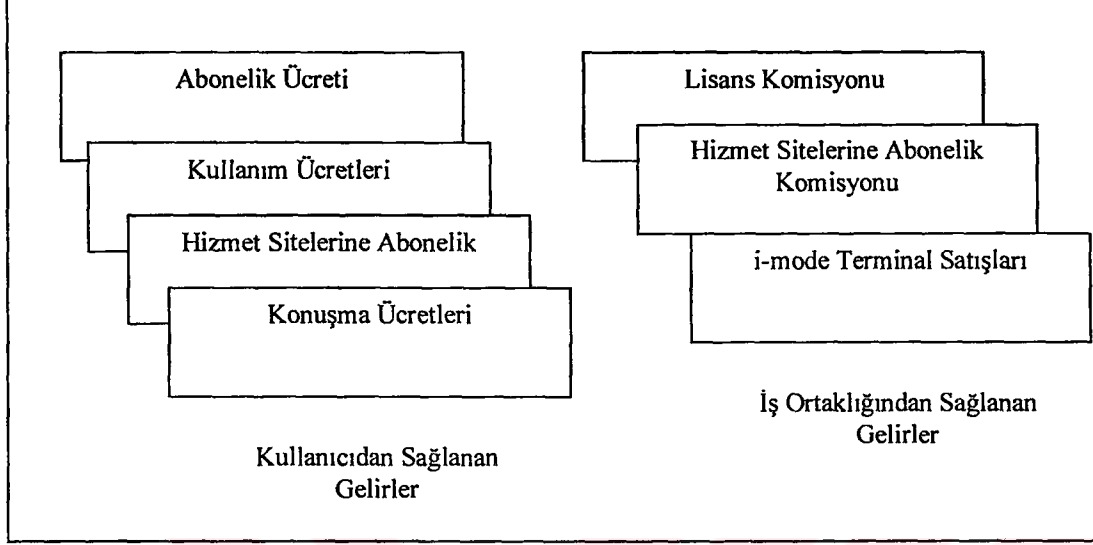 Abonelik Ücreti
Kullanım Ücretleri
Hizmet Sitelerine Abonelik
Konuşma Ücretleri
Kullanıcıdan Sağlanan
Gelirler
Lisans Komisyonu
Hizmet Sitelerine Abonelik
Komisyonu
i-mode Terminal Satışları
İş Ortaklığından Sağlanan
Gelirler